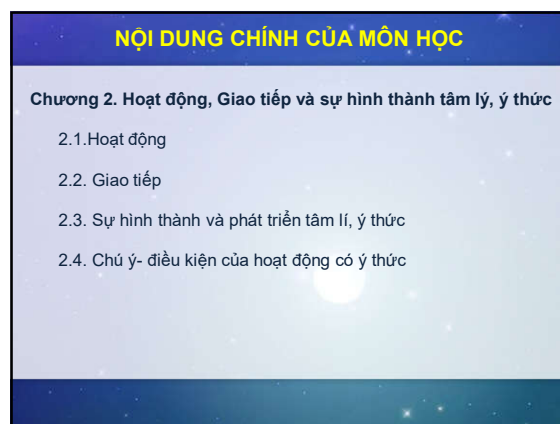 NỘI DUNG CHÍNH CỦA MÔN HỌC
Chương 2. Hoạt động, Giao tiếp và sự hình thành tâm lý, ý thức
2.1.Hoạt động
2.2. Giao tiếp
2.3. Sự hình thành và phát triển tâm lí, ý thức
2.4. Chú ý- điều kiện của hoạt động có ý thức